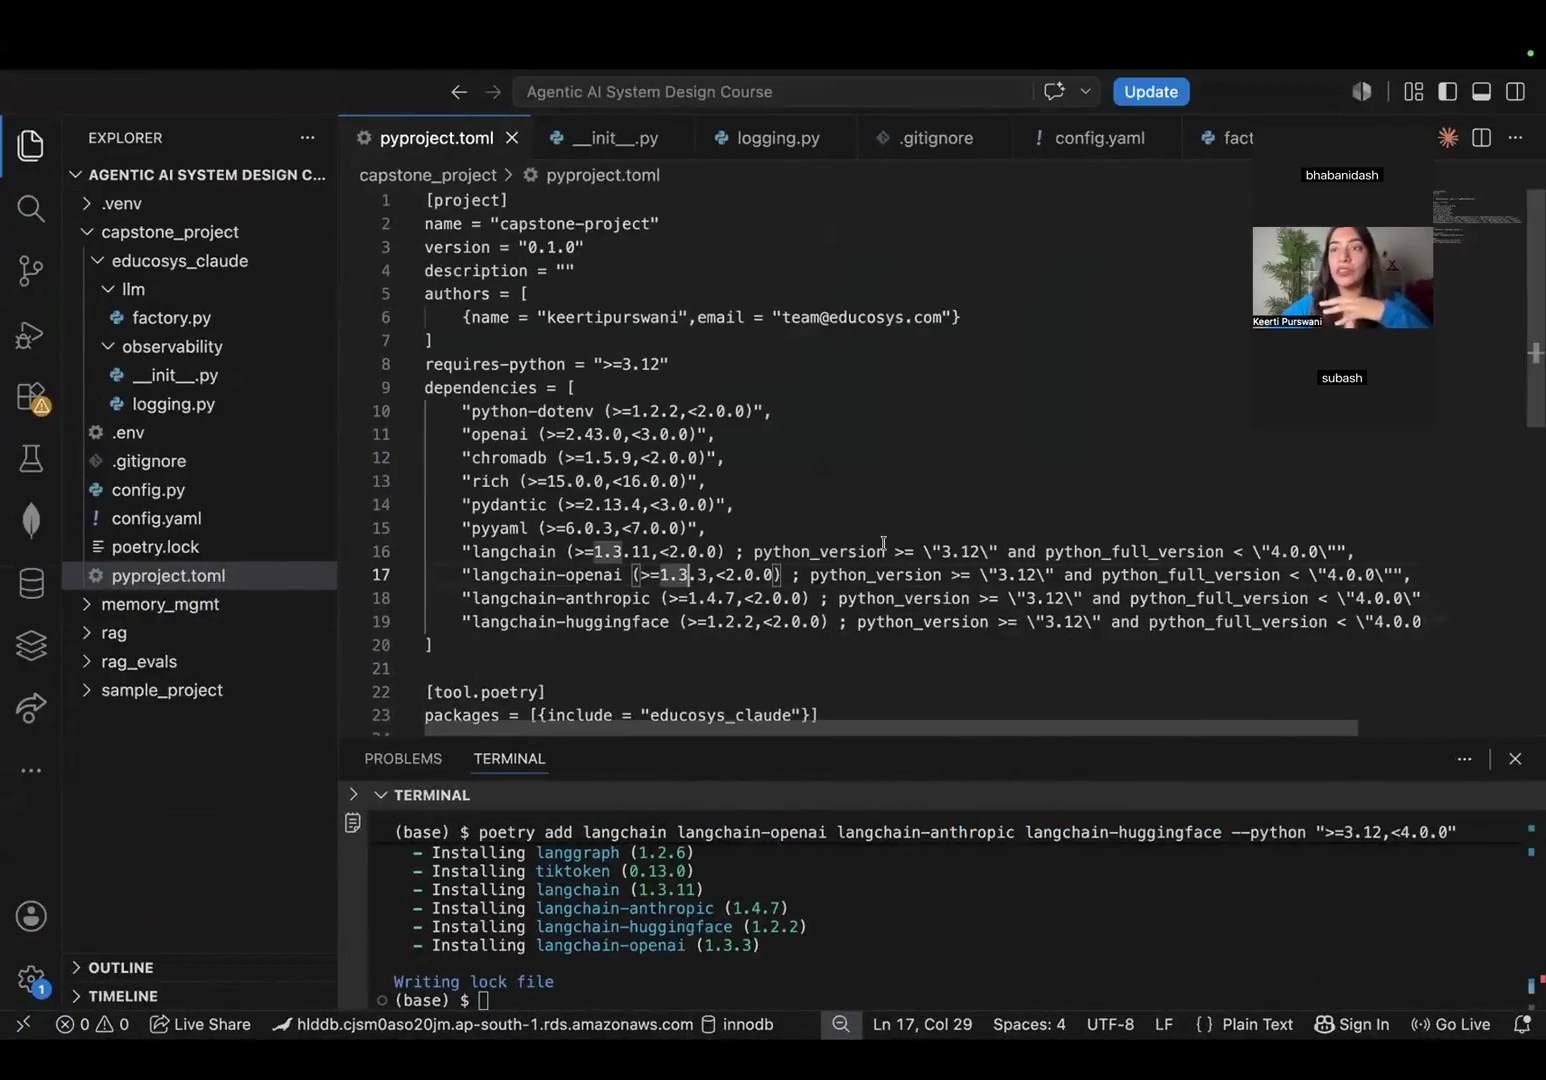 Agentic AI System Design Course
Update
EXPLORER
AGENTIC AI SYSTEM DESIGN C...
.venv
capstone_project
educosys_claude
llm
factory.py
observability
__init__.py
logging.py
.env
.gitignore
config.py
config.yaml
poetry.lock
pyproject.toml
memory_mgmt
rag
rag_evals
sample_project
OUTLINE
TIMELINE
pyproject.toml
__init__.py
logging.py
.gitignore
config.yaml
fact
capstone_project > pyproject.toml
1 [project]
2 name = "capstone-project"
3 version = "0.1.0"
4 description = ""
5 authors = [
6 {name = "keertipurswani",email = "team@educosys.com"}
7 ]
8 requires-python = ">=3.12"
9 dependencies = [
10 "python-dotenv (>=1.2.2,<2.0.0)",
11 "openai (>=2.43.0,<3.0.0)",
12 "chromadb (>=1.5.9,<2.0.0)",
13 "rich (>=15.0.0,<16.0.0)",
14 "pydantic (>=2.13.4,<3.0.0)",
15 "pyyaml (>=6.0.3,<7.0.0)",
16 "langchain (>=1.3.11,<2.0.0) ; python_version >= \"3.12\" and python_full_version < \"4.0.0\"",
17 "langchain-openai (>=1.3.3,<2.0.0) ; python_version >= \"3.12\" and python_full_version < \"4.0.0\"",
18 "langchain-anthropic (>=1.4.7,<2.0.0) ; python_version >= \"3.12\" and python_full_version < \"4.0.0\"
19 "langchain-huggingface (>=1.2.2,<2.0.0) ; python_version >= \"3.12\" and python_full_version < \"4.0.0
20 ]
21
22 [tool.poetry]
23 packages = [{include = "educosys_claude"}]
bhabanidash
Keerti Purswani
subash
PROBLEMS
TERMINAL
TERMINAL
(base) $ poetry add langchain langchain-openai langchain-anthropic langchain-huggingface --python ">=3.12,<4.0.0"
- Installing langgraph (1.2.6)
- Installing tiktoken (0.13.0)
- Installing langchain (1.3.11)
- Installing langchain-anthropic (1.4.7)
- Installing langchain-huggingface (1.2.2)
- Installing langchain-openai (1.3.3)
Writing lock file
(base) $
1
0 0 Live Share hlddb.cjsm0aso20jm.ap-south-1.rds.amazonaws.com innodb Ln 17, Col 29 Spaces: 4 UTF-8 LF {} Plain Text Sign In Go Live